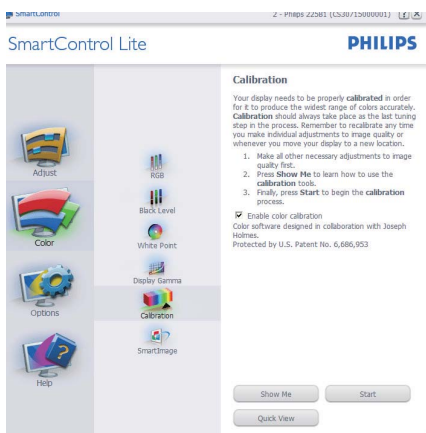 SmartControl
2 - Philips 225B1 (CS30715000001)
? X
SmartControl Lite
PHILIPS
Adjust
Color
Options
Help
RGB
Black Level
White Point
Display Gamma
Calibration
SmartImage
Calibration
Your display needs to be properly calibrated in order
for it to produce the widest range of colors accurately.
Calibration should always take place as the last tuning
step in the process. Remember to recalibrate any time
you make individual adjustments to image quality or
whenever you move your display to a new location.
1. Make all other necessary adjustments to image
quality first.
2. Press Show Me to learn how to use the
calibration tools.
3. Finally, press Start to begin the calibration
process.
Enable color calibration
Color software designed in collaboration with Joseph
Holmes.
Protected by U.S. Patent No. 6,686,953
Show Me
Start
Quick View